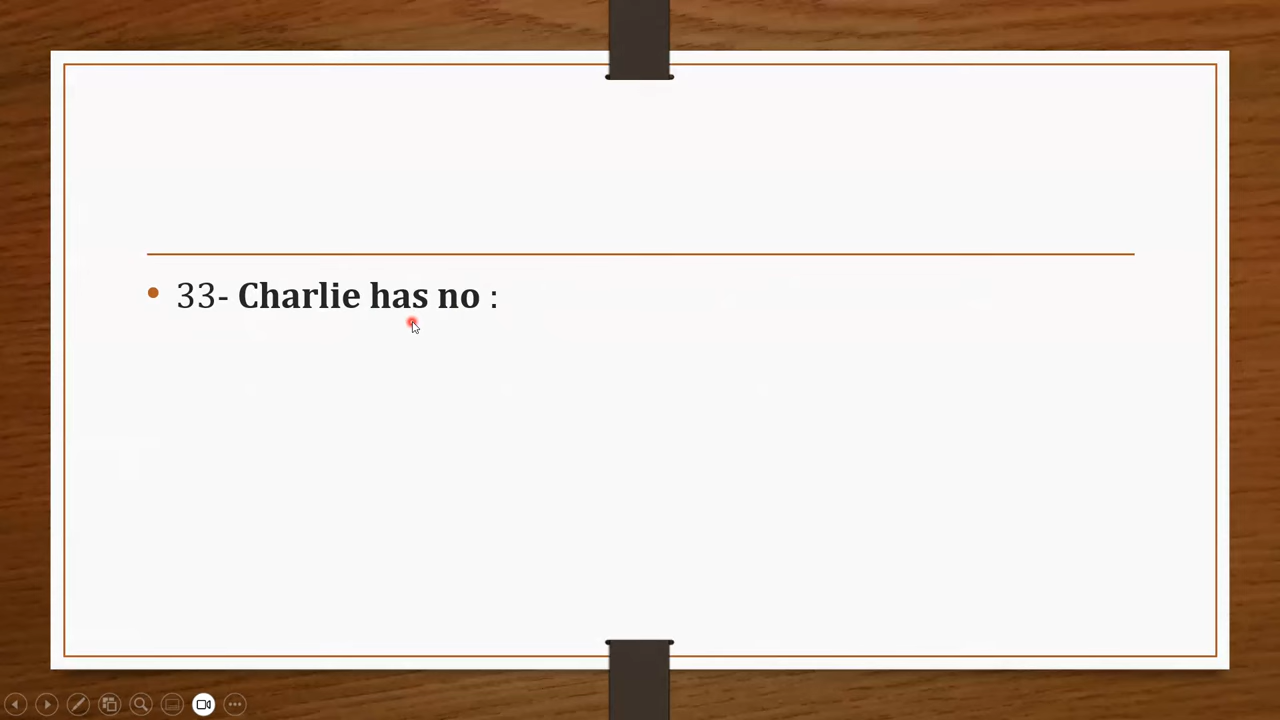 • 33- Charlie has no :